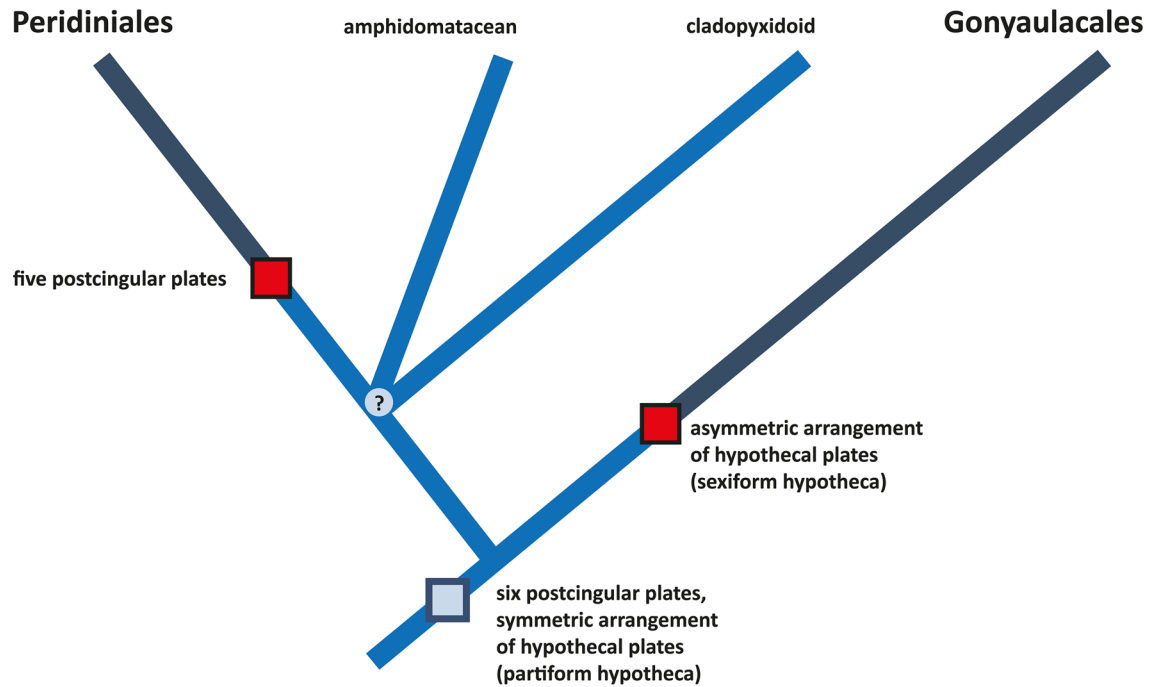 Peridiniales
amphidomatacean
cladopyxidoid
Gonyaulacales
five postcingular plates
?
asymmetric arrangement
of hypothecal plates
(sexiform hypotheca)
six postcingular plates,
symmetric arrangement
of hypothecal plates
(partiform hypotheca)